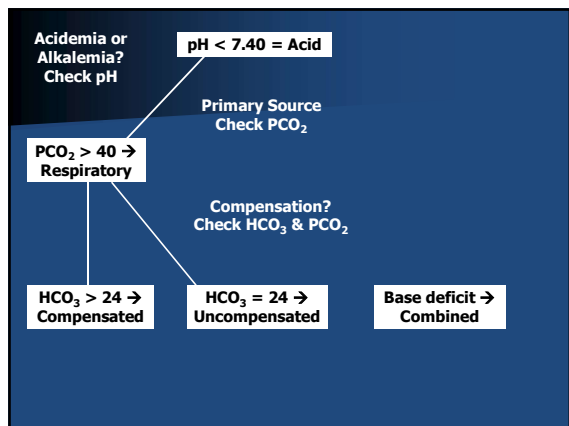 Acidemia or
Alkalemia?
Check pH
pH < 7.40 = Acid
Primary Source
Check PCO₂
PCO₂ > 40 →
Respiratory
Compensation?
Check HCO₃ & PCO₂
HCO₃ > 24 →
Compensated
HCO₃ = 24 →
Uncompensated
Base deficit →
Combined